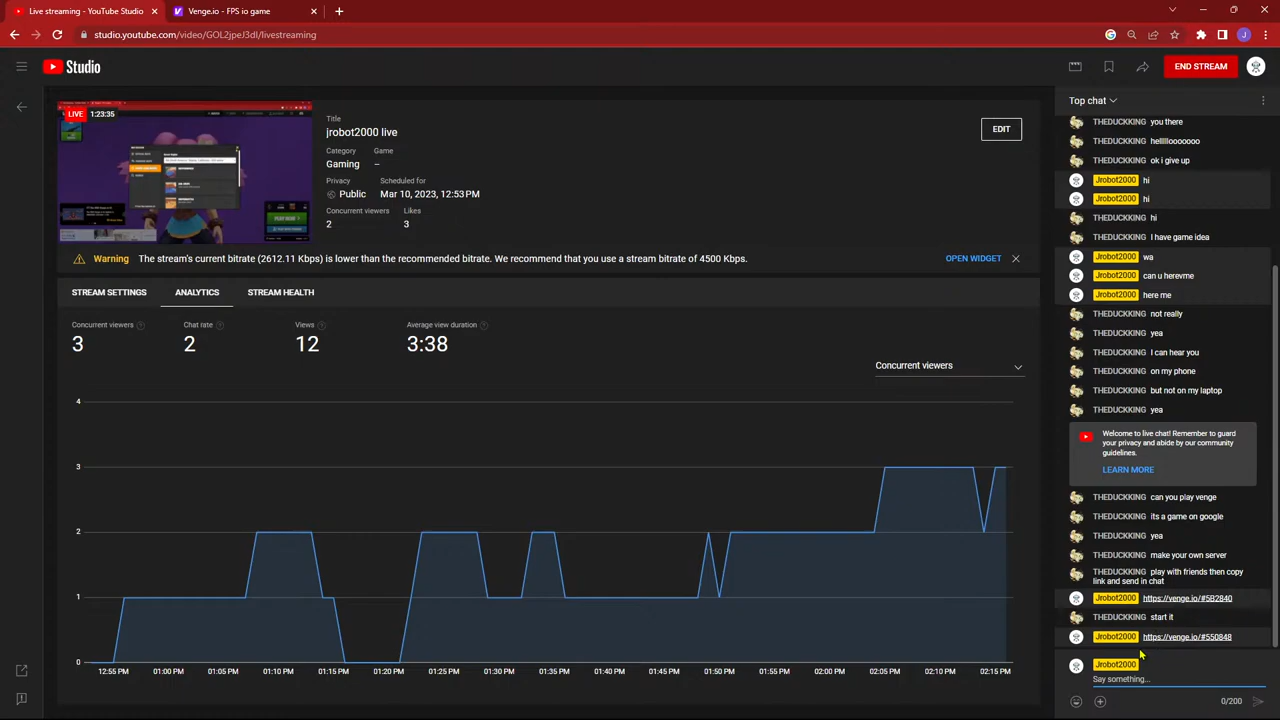 Live streaming - YouTube Studio
Venge.io - FPS io game
studio.youtube.com/video/GOL2jpeJ3dI/livestreaming
J
Studio
END STREAM
LIVE 1:23:35
Title
jrobot2000 live
Category Game
Gaming –
Privacy Scheduled for
Public Mar 10, 2023, 12:53 PM
Concurrent viewers Likes
2 3
EDIT
Warning The stream's current bitrate (2612.11 Kbps) is lower than the recommended bitrate. We recommend that you use a stream bitrate of 4500 Kbps.
OPEN WIDGET
STREAM SETTINGS ANALYTICS STREAM HEALTH
Concurrent viewers Chat rate Views Average view duration
3 2 12 3:38
Concurrent viewers
4
3
2
1
0
12:55 PM 01:00 PM 01:05 PM 01:10 PM 01:15 PM 01:20 PM 01:25 PM 01:30 PM 01:35 PM 01:40 PM 01:45 PM 01:50 PM 01:55 PM 02:00 PM 02:05 PM 02:10 PM 02:15 PM
Top chat
THEDUCKKING you there
THEDUCKKING helllllooooooo
THEDUCKKING ok i give up
Jrobot2000 hi
Jrobot2000 hi
THEDUCKKING hi
THEDUCKKING I have game idea
Jrobot2000 wa
Jrobot2000 can u herevme
Jrobot2000 here me
THEDUCKKING not really
THEDUCKKING yea
THEDUCKKING I can hear you
THEDUCKKING on my phone
THEDUCKKING but not on my laptop
THEDUCKKING yea
Welcome to live chat! Remember to guard
your privacy and abide by our community
guidelines.
LEARN MORE
THEDUCKKING can you play venge
THEDUCKKING its a game on google
THEDUCKKING yea
THEDUCKKING make your own server
THEDUCKKING play with friends then copy
link and send in chat
Jrobot2000 https://venge.io/#5B2840
THEDUCKKING start it
Jrobot2000 https://venge.io/#550848
Jrobot2000
Say something...
0/200